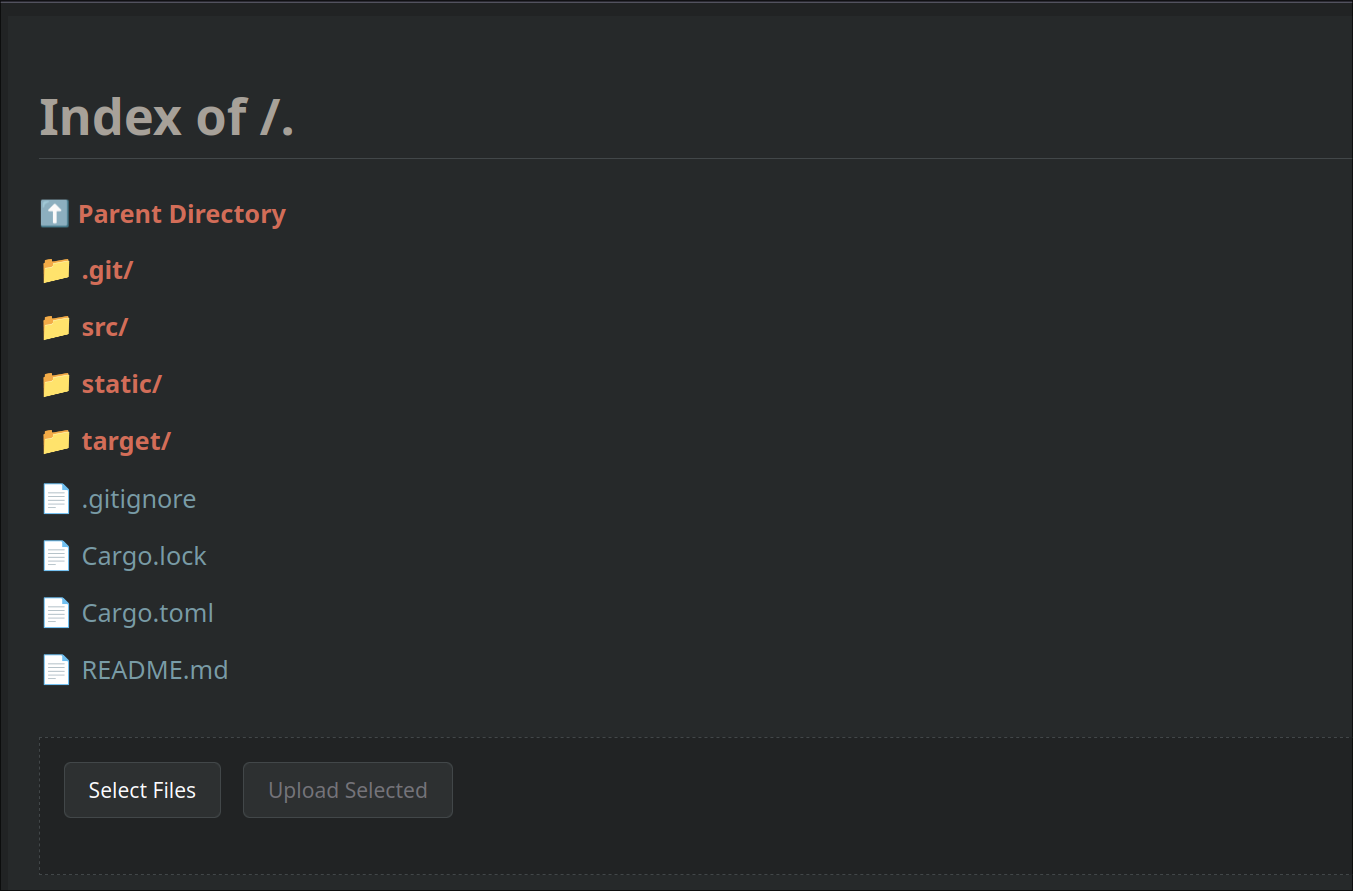 Index of /.
Parent Directory
.git/
src/
static/
target/
.gitignore
Cargo.lock
Cargo.toml
README.md
Select Files Upload Selected